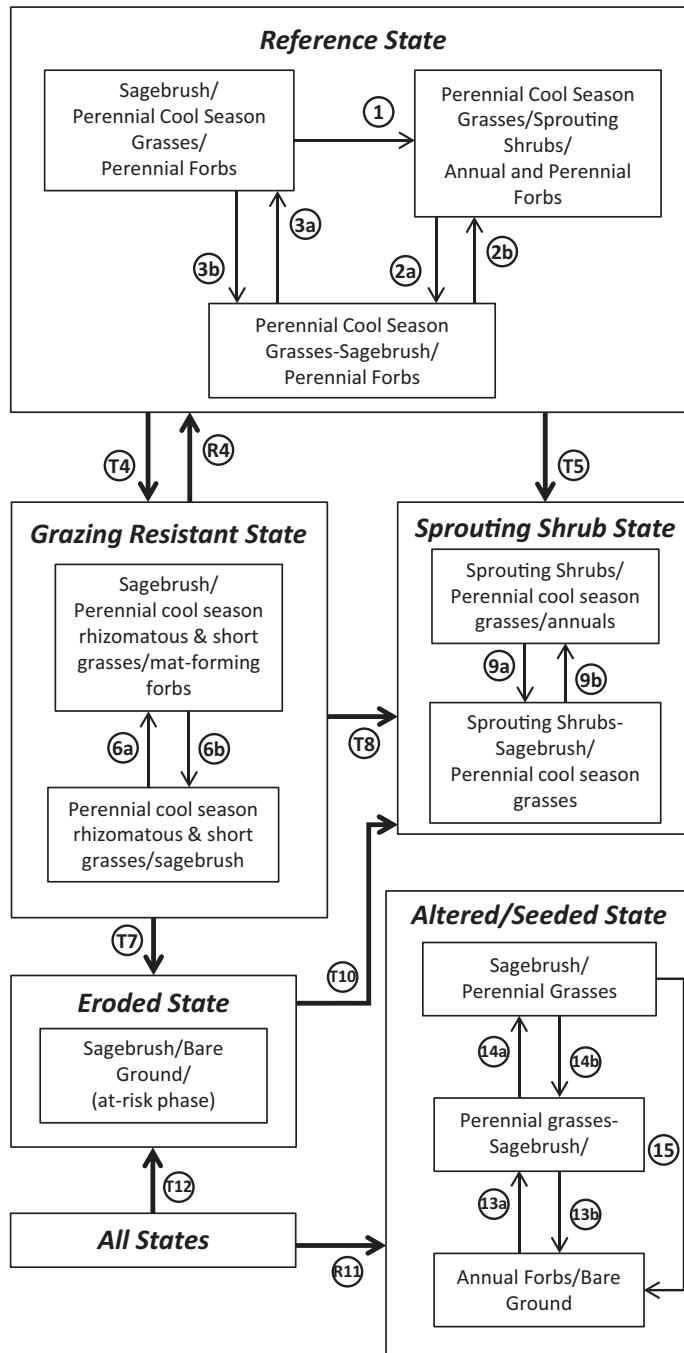 Reference State
Sagebrush/
Perennial Cool Season
Grasses/
Perennial Forbs
1
Perennial Cool Season
Grasses/Sprouting
Shrubs/
Annual and Perennial
Forbs
3b
3a
2a
2b
Perennial Cool Season
Grasses-Sagebrush/
Perennial Forbs
T4
R4
T5
Grazing Resistant State
Sagebrush/
Perennial cool season
rhizomatous & short
grasses/mat-forming
forbs
6a
6b
Perennial cool season
rhizomatous & short
grasses/sagebrush
T8
Sprouting Shrub State
Sprouting Shrubs/
Perennial cool season
grasses/annuals
9a
9b
Sprouting Shrubs-
Sagebrush/
Perennial cool season
grasses
T7
T10
Eroded State
Sagebrush/Bare
Ground/
(at-risk phase)
T12
All States
R11
Altered/Seeded State
Sagebrush/
Perennial Grasses
14a
14b
Perennial grasses-
Sagebrush/
15
13a
13b
Annual Forbs/Bare
Ground